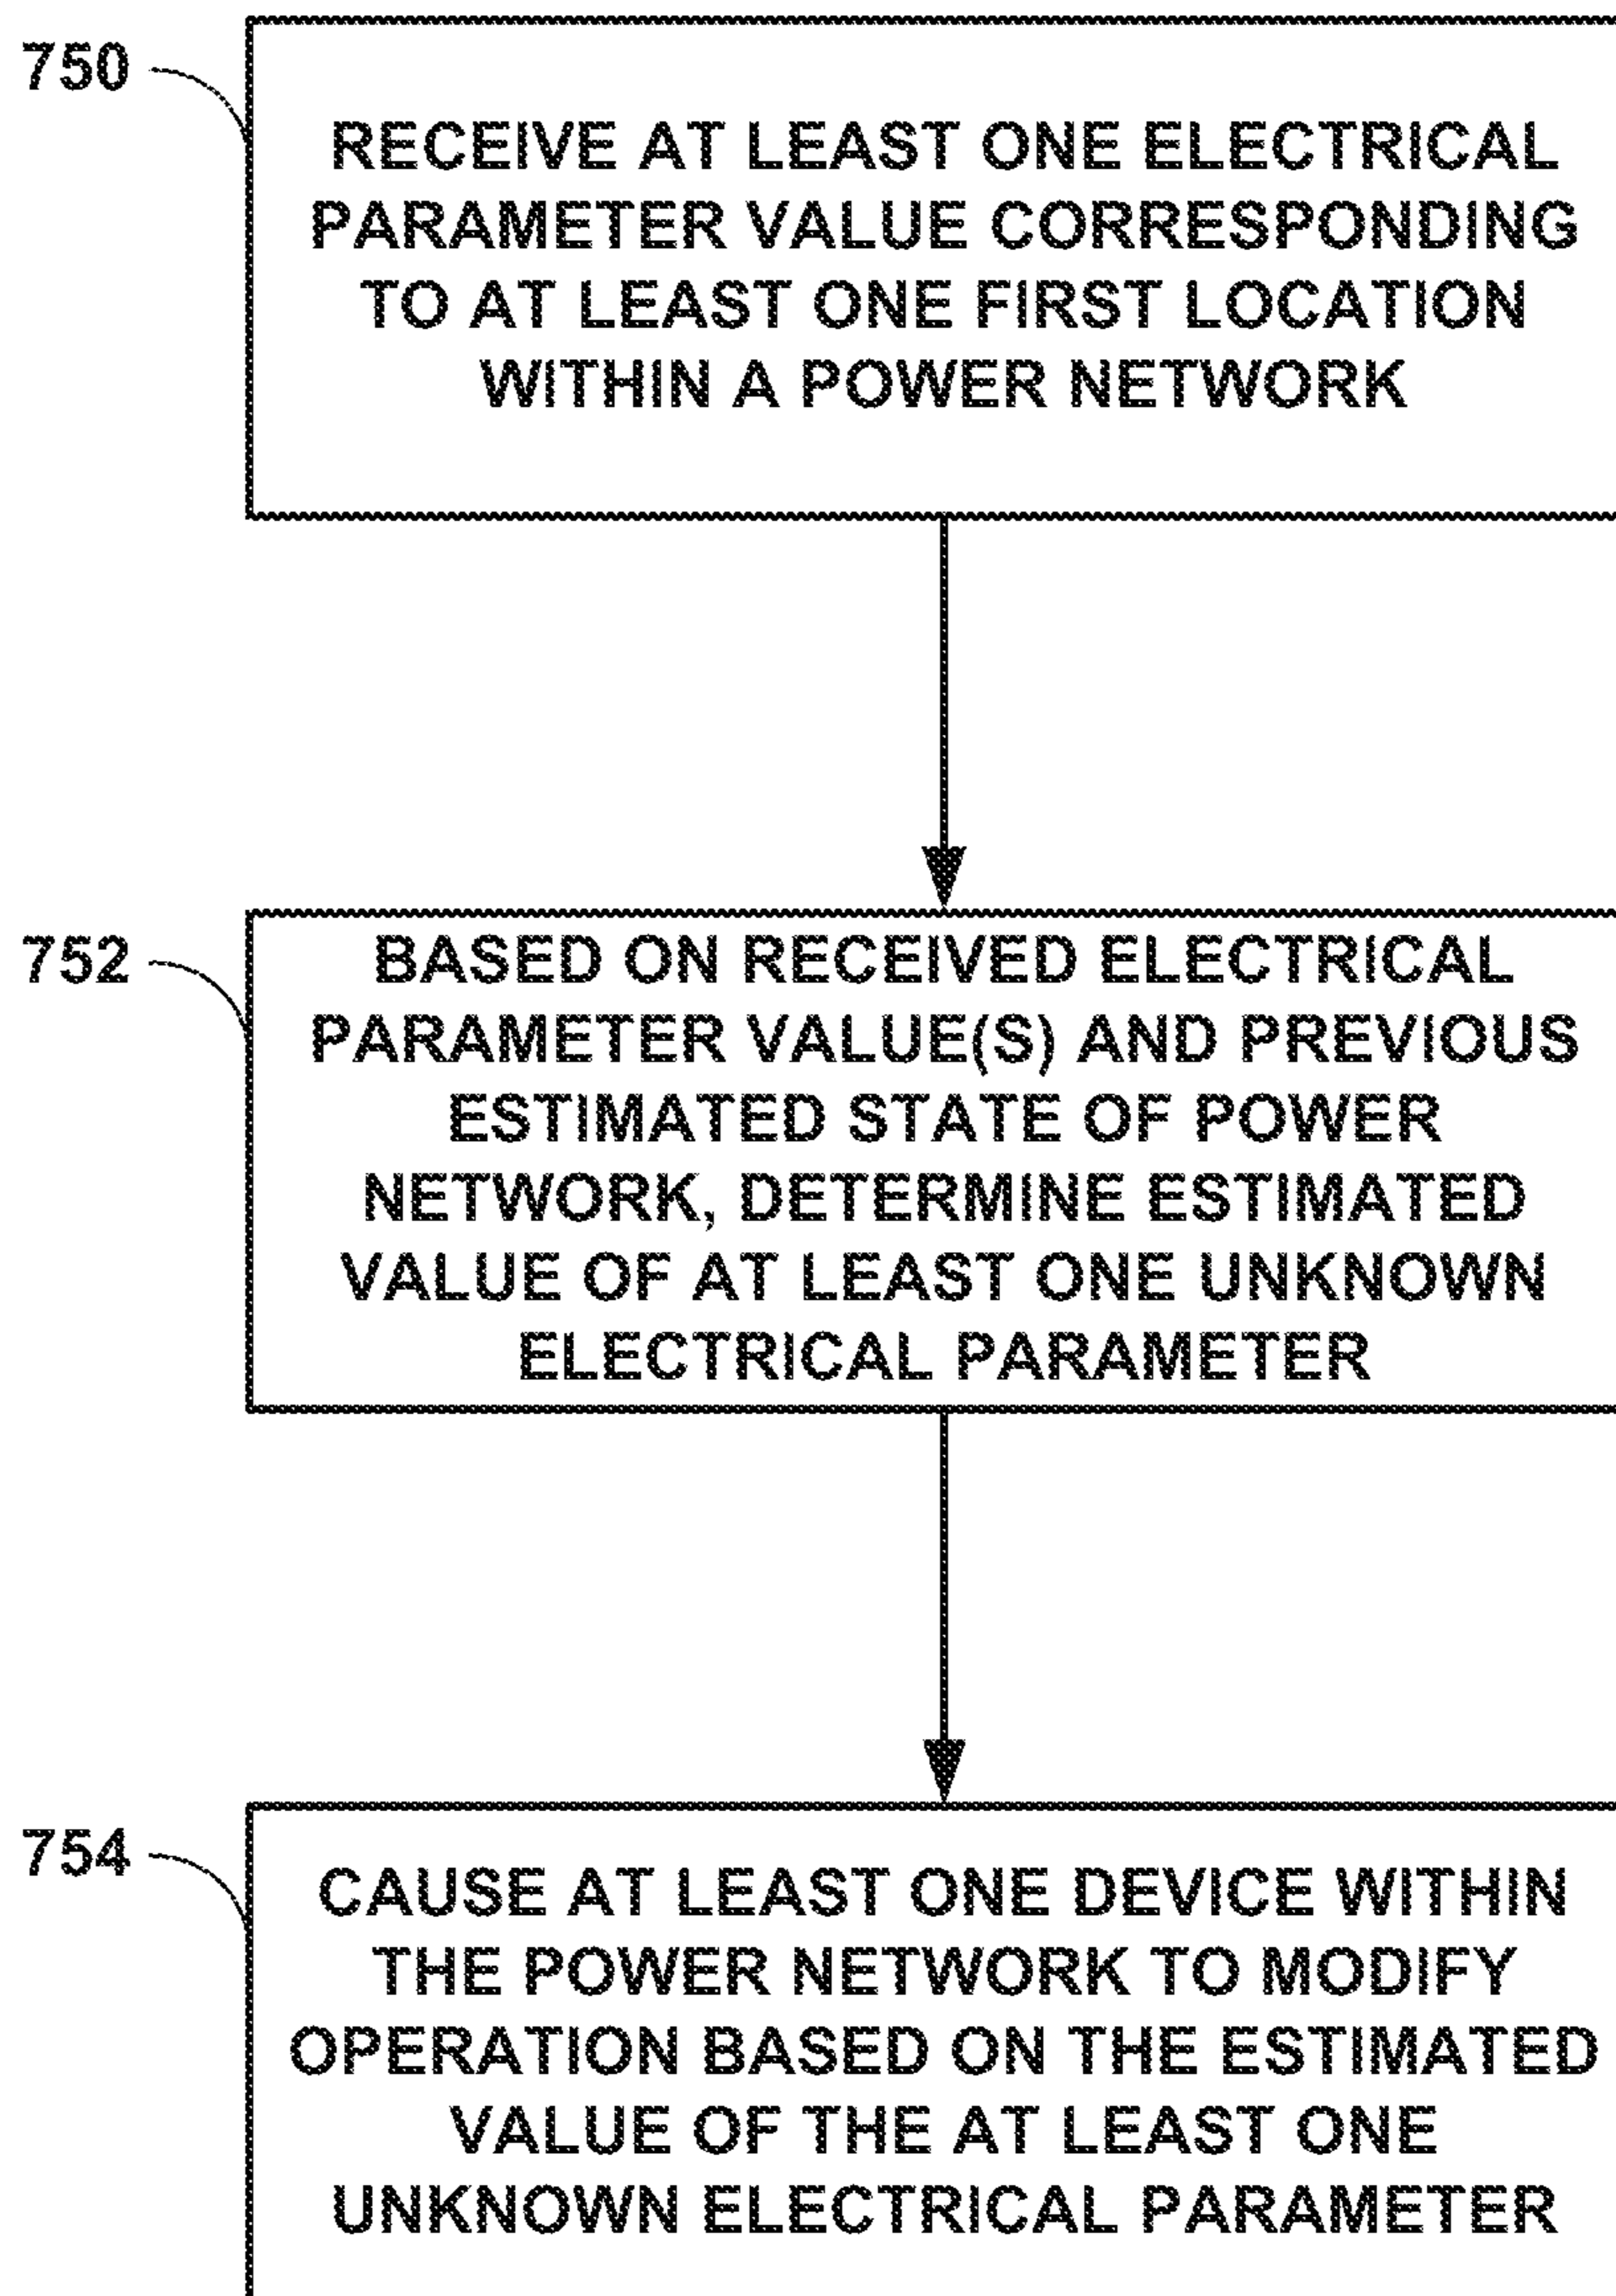 750
RECEIVE AT LEAST ONE ELECTRICAL
PARAMETER VALUE CORRESPONDING
TO AT LEAST ONE FIRST LOCATION
WITHIN A POWER NETWORK
752
BASED ON RECEIVED ELECTRICAL
PARAMETER VALUE(S) AND PREVIOUS
ESTIMATED STATE OF POWER
NETWORK, DETERMINE ESTIMATED
VALUE OF AT LEAST ONE UNKNOWN
ELECTRICAL PARAMETER
754
CAUSE AT LEAST ONE DEVICE WITHIN
THE POWER NETWORK TO MODIFY
OPERATION BASED ON THE ESTIMATED
VALUE OF THE AT LEAST ONE
UNKNOWN ELECTRICAL PARAMETER